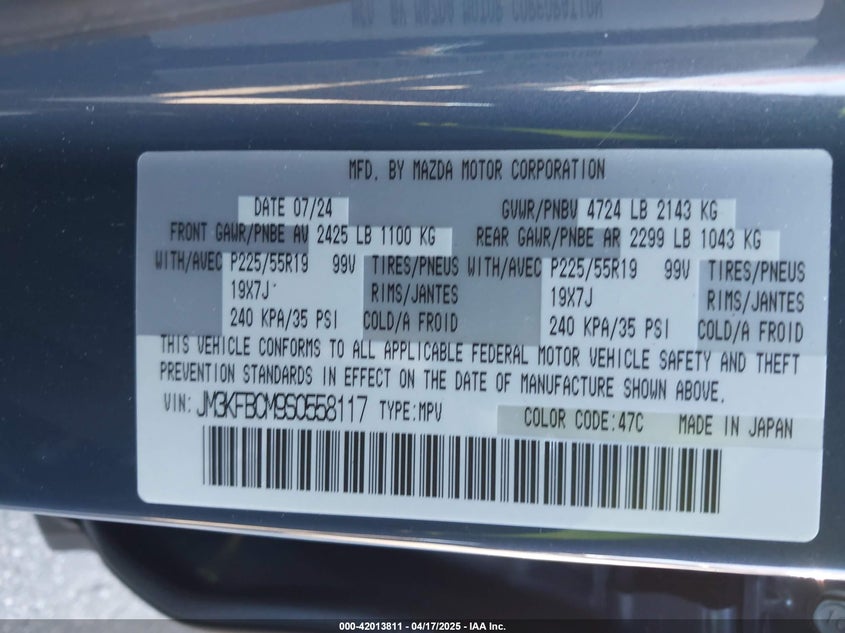 MFD. BY MAZDA MOTOR CORPORATION
DATE 07/24 GVWR/PNBV 4724 LB 2143 KG
FRONT GAWR/PNBE AV 2425 LB 1100 KG REAR GAWR/PNBE AR 2299 LB 1043 KG
WITH/AVEC P225/55R19 99V TIRES/PNEUS WITH/AVEC P225/55R19 99V TIRES/PNEUS
19X7J RIMS/JANTES 19X7J RIMS/JANTES
240 KPA/35 PSI COLD/A FROID 240 KPA/35 PSI COLD/A FROID
THIS VEHICLE CONFORMS TO ALL APPLICABLE FEDERAL MOTOR VEHICLE SAFETY AND THEFT
PREVENTION STANDARDS IN EFFECT ON THE DATE OF MANUFACTURE SHOWN ABOVE.
VIN: JM3KFBCM9S0558117 TYPE:MPV COLOR CODE:47C MADE IN JAPAN
000-42013811 - 04/17/2025 - IAA Inc.